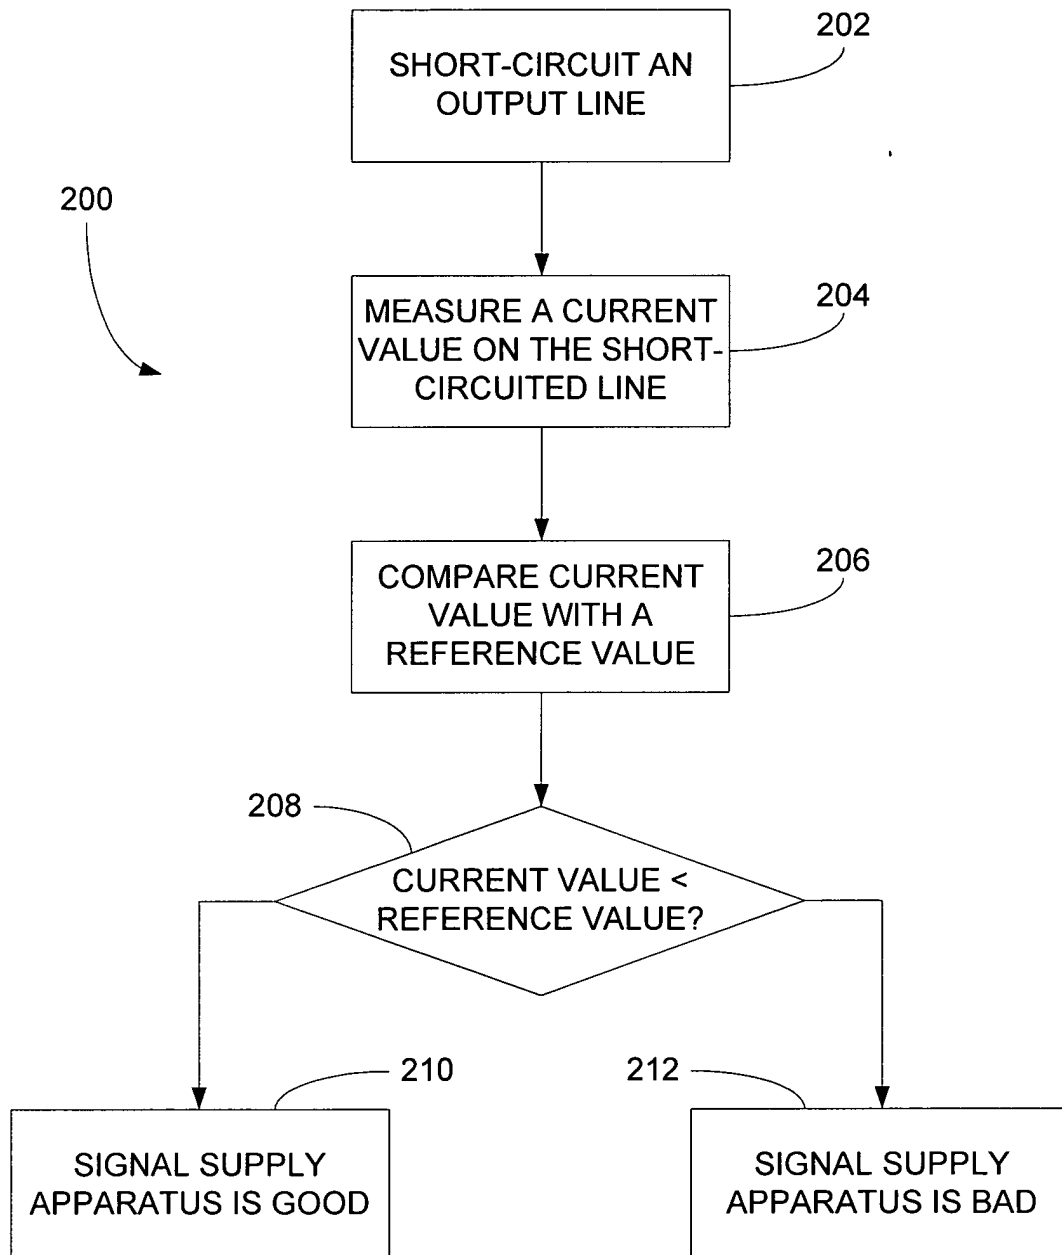 202
SHORT-CIRCUIT AN
OUTPUT LINE
200
204
MEASURE A CURRENT
VALUE ON THE SHORT-
CIRCUITED LINE
206
COMPARE CURRENT
VALUE WITH A
REFERENCE VALUE
208
CURRENT VALUE <
REFERENCE VALUE?
210
212
SIGNAL SUPPLY
APPARATUS IS GOOD
SIGNAL SUPPLY
APPARATUS IS BAD